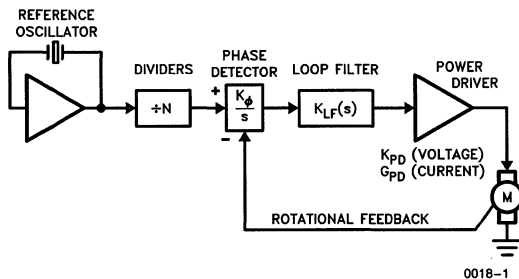 REFERENCE
OSCILLATOR
DIVIDERS
÷N
PHASE
DETECTOR
+
Kϕ
s
−
LOOP FILTER
KLF(s)
POWER
DRIVER
KPD (VOLTAGE)
GPD (CURRENT)
M
ROTATIONAL FEEDBACK
0018–1